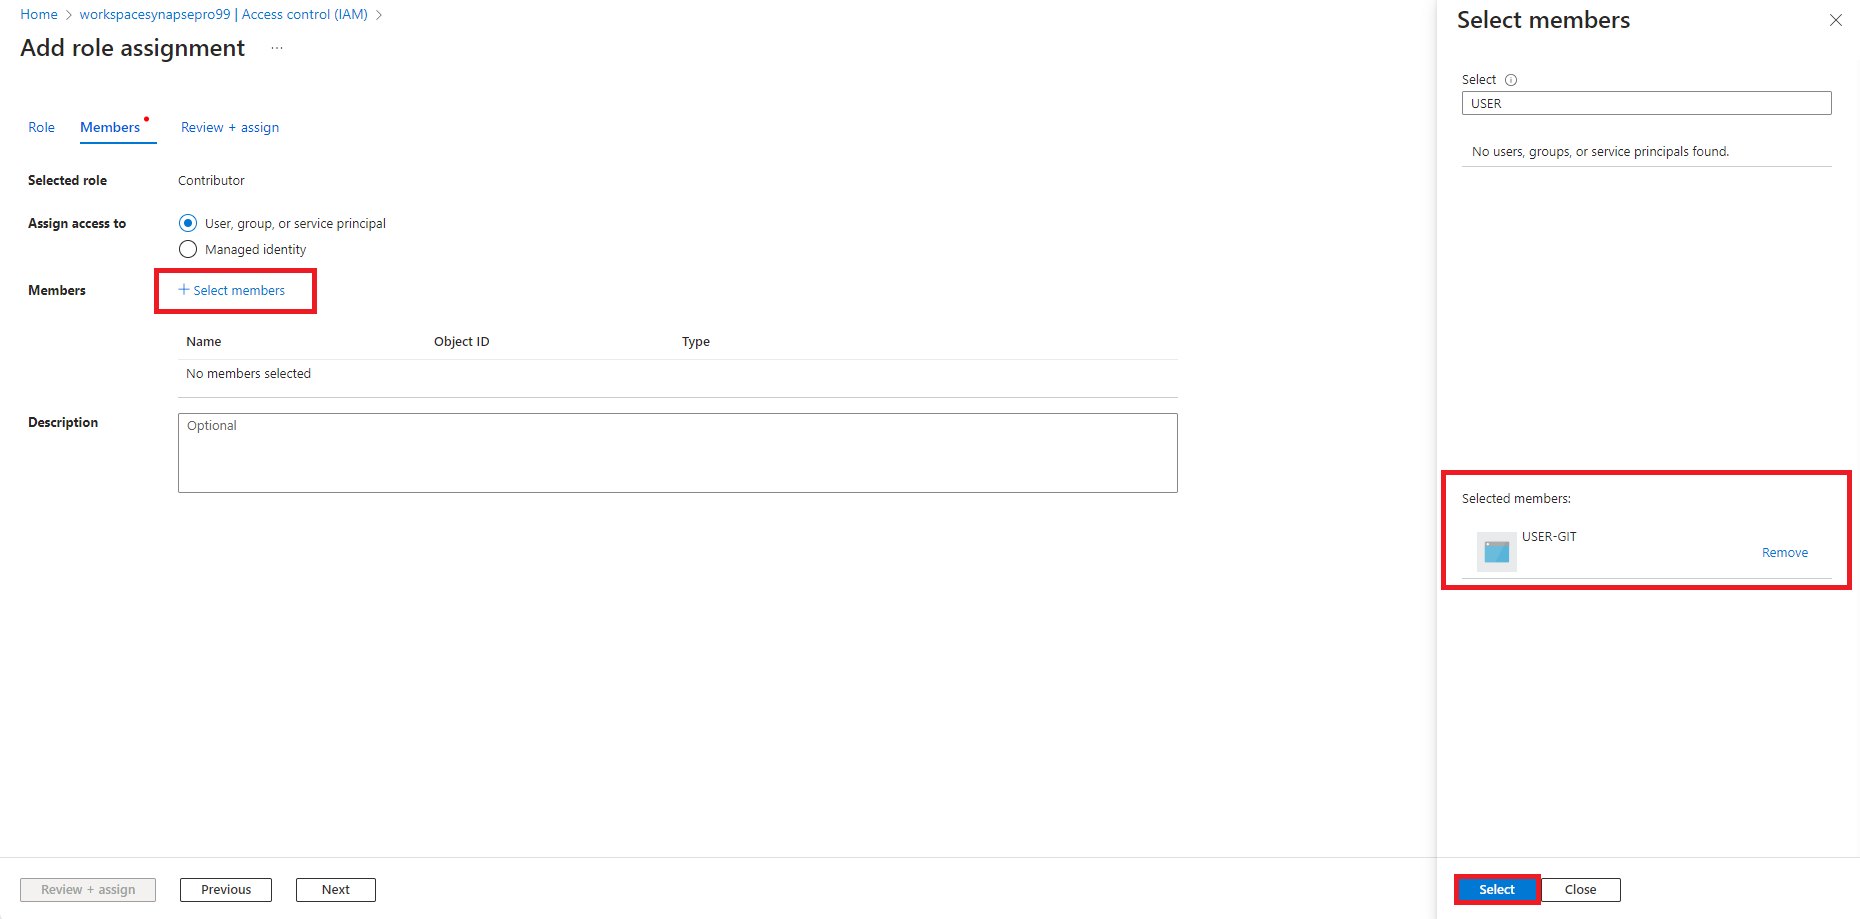 Home > workspacesynapsepro99 | Access control (IAM) >
Add role assignment ...
Role Members Review + assign
Selected role Contributor
Assign access to User, group, or service principal
Managed identity
Members + Select members
Name Object ID Type
No members selected
Description Optional
Review + assign Previous Next
Select members
Select
USER
No users, groups, or service principals found.
Selected members:
USER-GIT
Remove
Select Close